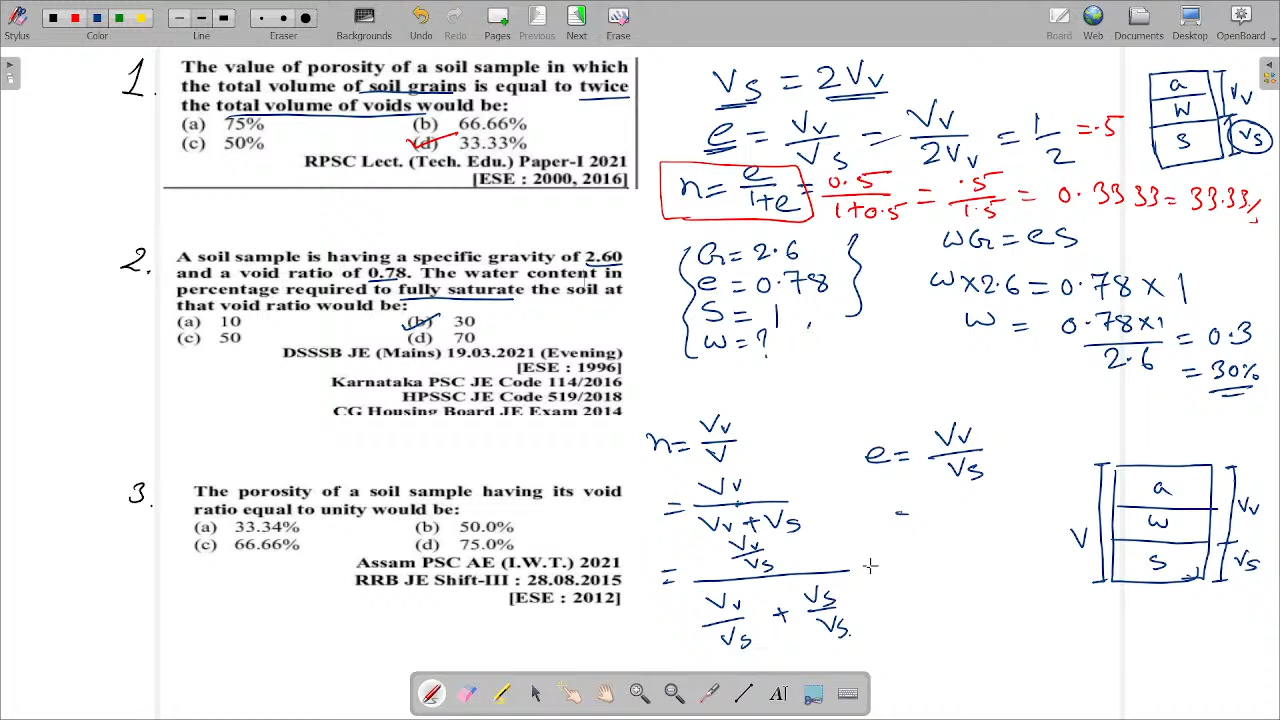 Stylus Color Line Eraser Backgrounds Undo Redo Pages Previous Next Erase Board Web Documents Desktop OpenBoard
1.
The value of porosity of a soil sample in which
the total volume of soil grains is equal to twice
the total volume of voids would be:
(a) 75% (b) 66.66%
(c) 50% (d) 33.33%
RPSC Lect. (Tech. Edu.) Paper-I 2021
[ESE : 2000, 2016]
Vs = 2Vv
e = Vv/Vs = Vv/2Vv = 1/2 = .5
n = e/1+e = 0.5/1+0.5 = .5/1.5 = 0.3333 = 33.33%
a
w
s
Vv
Vs
2.
A soil sample is having a specific gravity of 2.60
and a void ratio of 0.78. The water content in
percentage required to fully saturate the soil at
that void ratio would be:
(a) 10 (b) 30
(c) 50 (d) 70
DSSSB JE (Mains) 19.03.2021 (Evening)
[ESE : 1996]
Karnataka PSC JE Code 114/2016
HPSSC JE Code 519/2018
CG Housing Board JE Exam 2014
G = 2.6
e = 0.78
S = 1
w = ?
wG = es
w×2.6 = 0.78×1
w = 0.78×1/2.6 = 0.3
= 30%
3.
The porosity of a soil sample having its void
ratio equal to unity would be:
(a) 33.34% (b) 50.0%
(c) 66.66% (d) 75.0%
Assam PSC AE (I.W.T.) 2021
RRB JE Shift-III : 28.08.2015
[ESE : 2012]
n = Vv/V
= Vv/Vv + Vs
= Vv/Vs / Vv/Vs + Vs/Vs
e = Vv/Vs
V
a
w
s
Vv
Vs